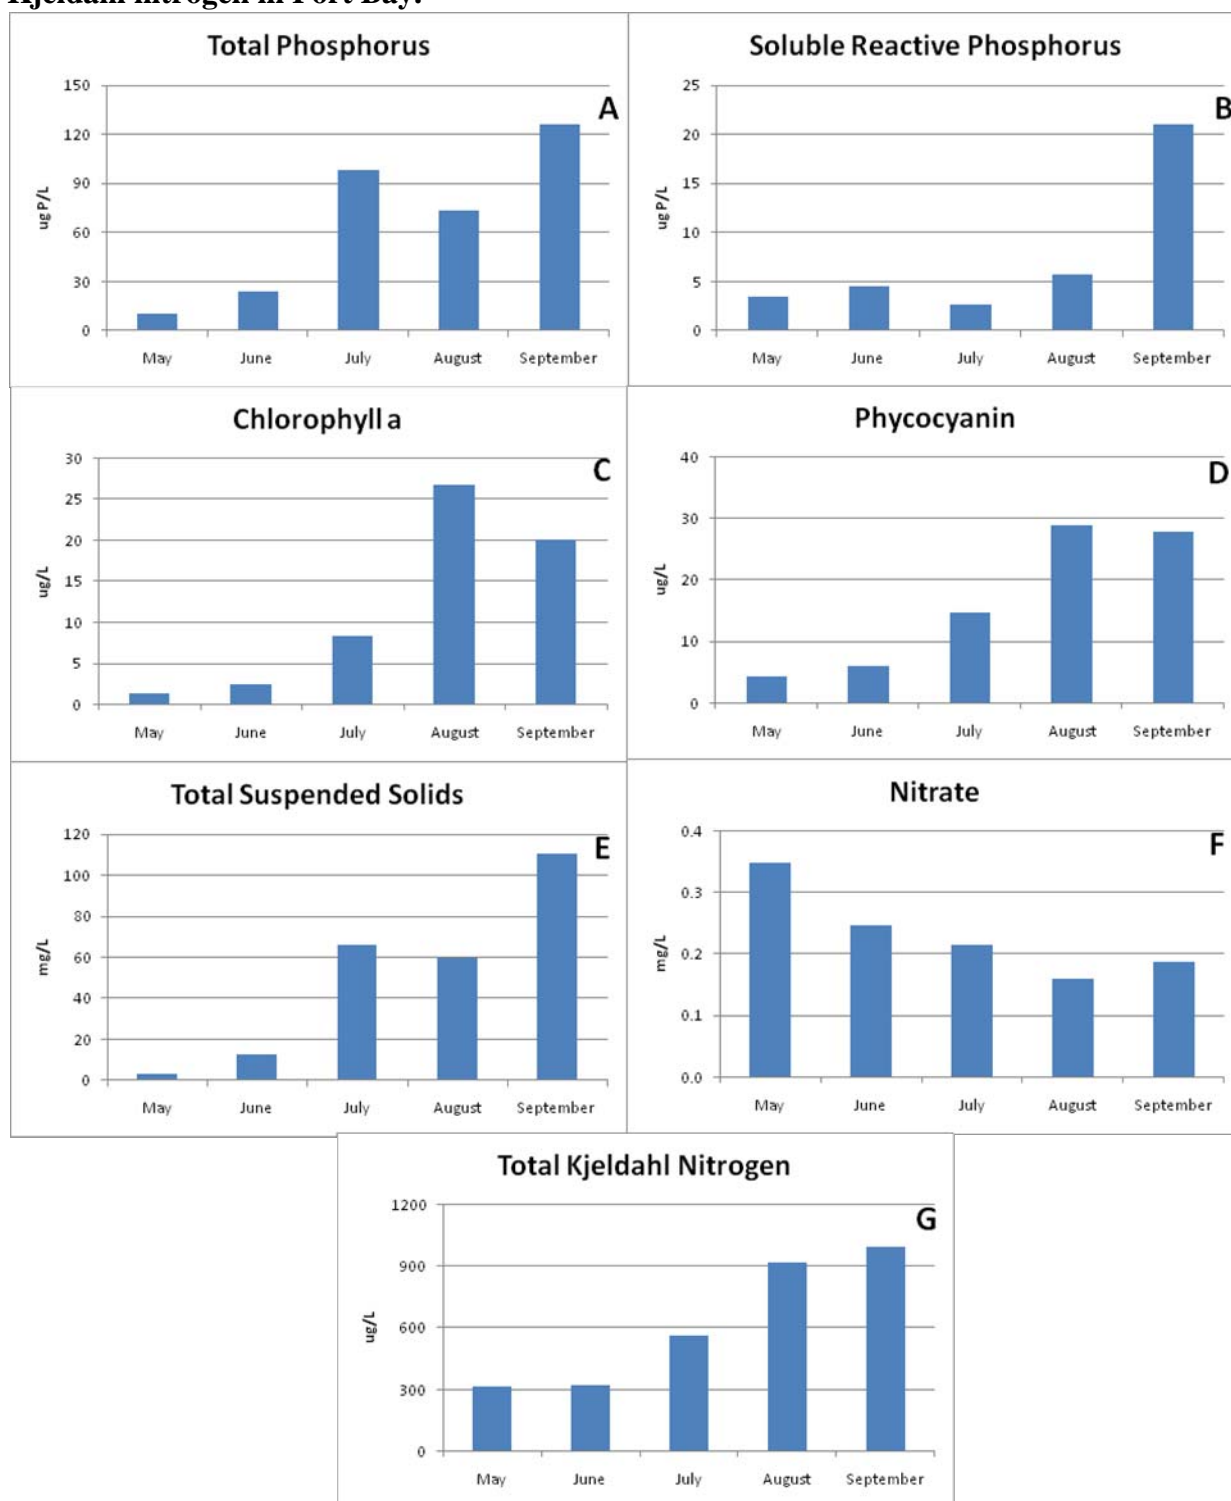 Kjeldahl nitrogen in Port Bay.
Total Phosphorus
A
150
120
90
60
30
0
ug P/L
May June July August September
Soluble Reactive Phosphorus
B
25
20
15
10
5
0
ug P/L
May June July August September
Chlorophyll a
C
30
25
20
15
10
5
0
ug/L
May June July August September
Phycocyanin
D
40
30
20
10
0
ug/L
May June July August September
Total Suspended Solids
E
120
100
80
60
40
20
0
mg/L
May June July August September
Nitrate
F
0.4
0.3
0.2
0.1
0.0
mg/L
May June July August September
Total Kjeldahl Nitrogen
G
1200
900
600
300
0
ug/L
May June July August September